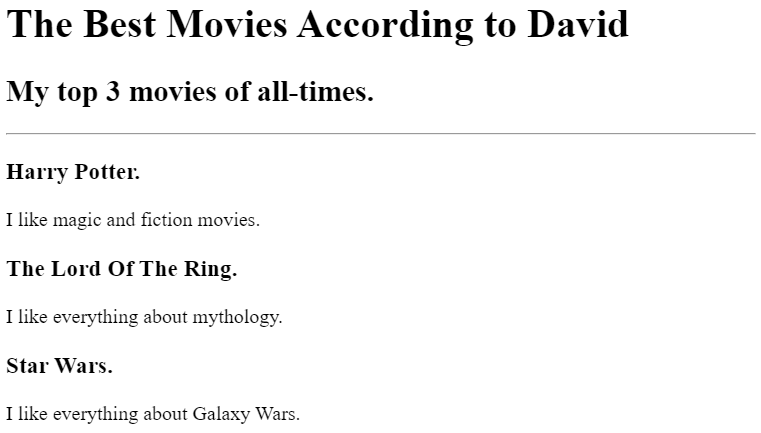 The Best Movies According to David
My top 3 movies of all-times.
Harry Potter.
I like magic and fiction movies.
The Lord Of The Ring.
I like everything about mythology.
Star Wars.
I like everything about Galaxy Wars.